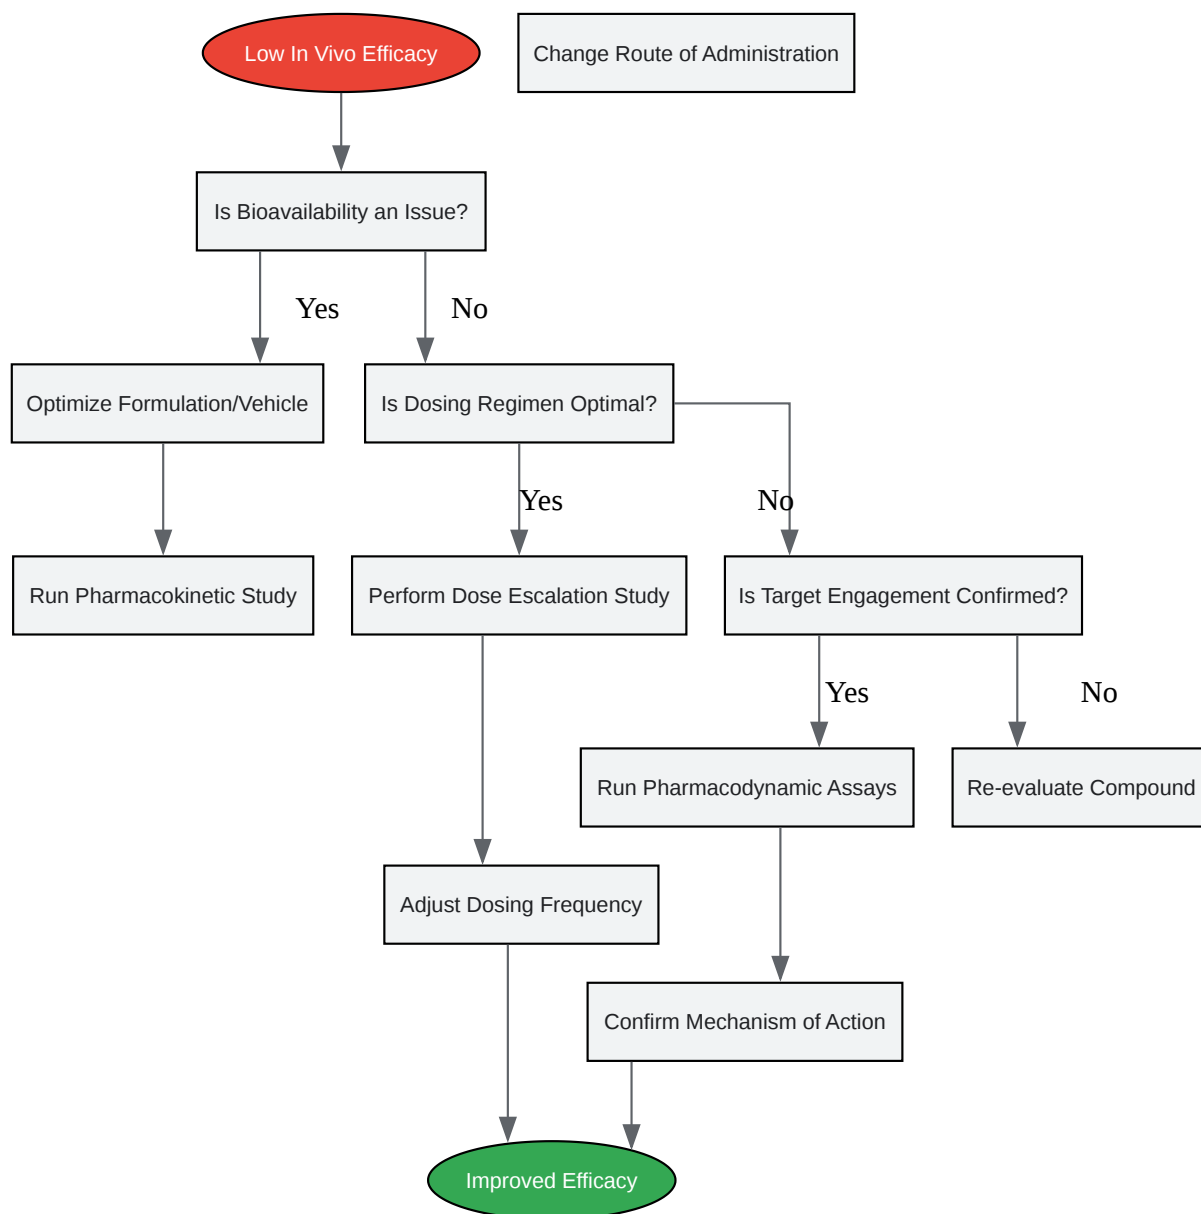 Low In Vivo Efficacy
Change Route of Administration
Is Bioavailability an Issue?
Yes
No
Optimize Formulation/Vehicle
Is Dosing Regimen Optimal?
Yes
No
Run Pharmacokinetic Study
Perform Dose Escalation Study
Is Target Engagement Confirmed?
Yes
No
Run Pharmacodynamic Assays
Re-evaluate Compound
Adjust Dosing Frequency
Confirm Mechanism of Action
Improved Efficacy